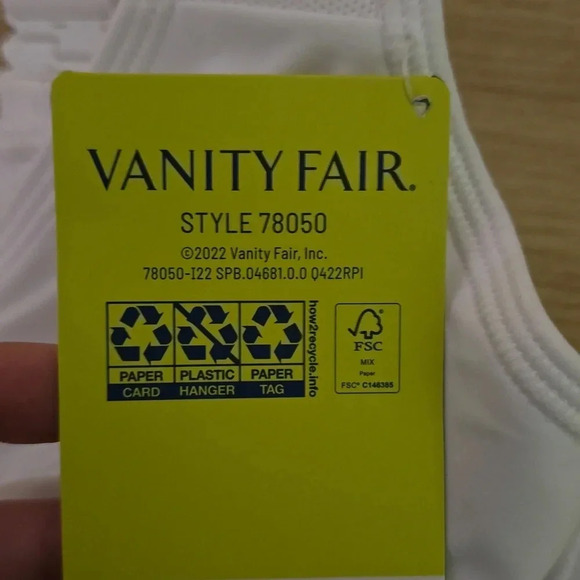 VANITY FAIR.
STYLE 78050
©2022 Vanity Fair, Inc.
78050-I22 SPB.04681.0.0 Q422RPI
PAPER PLASTIC PAPER
CARD HANGER TAG
how2recycle.info
FSC
MIX
Paper
FSC® C148385